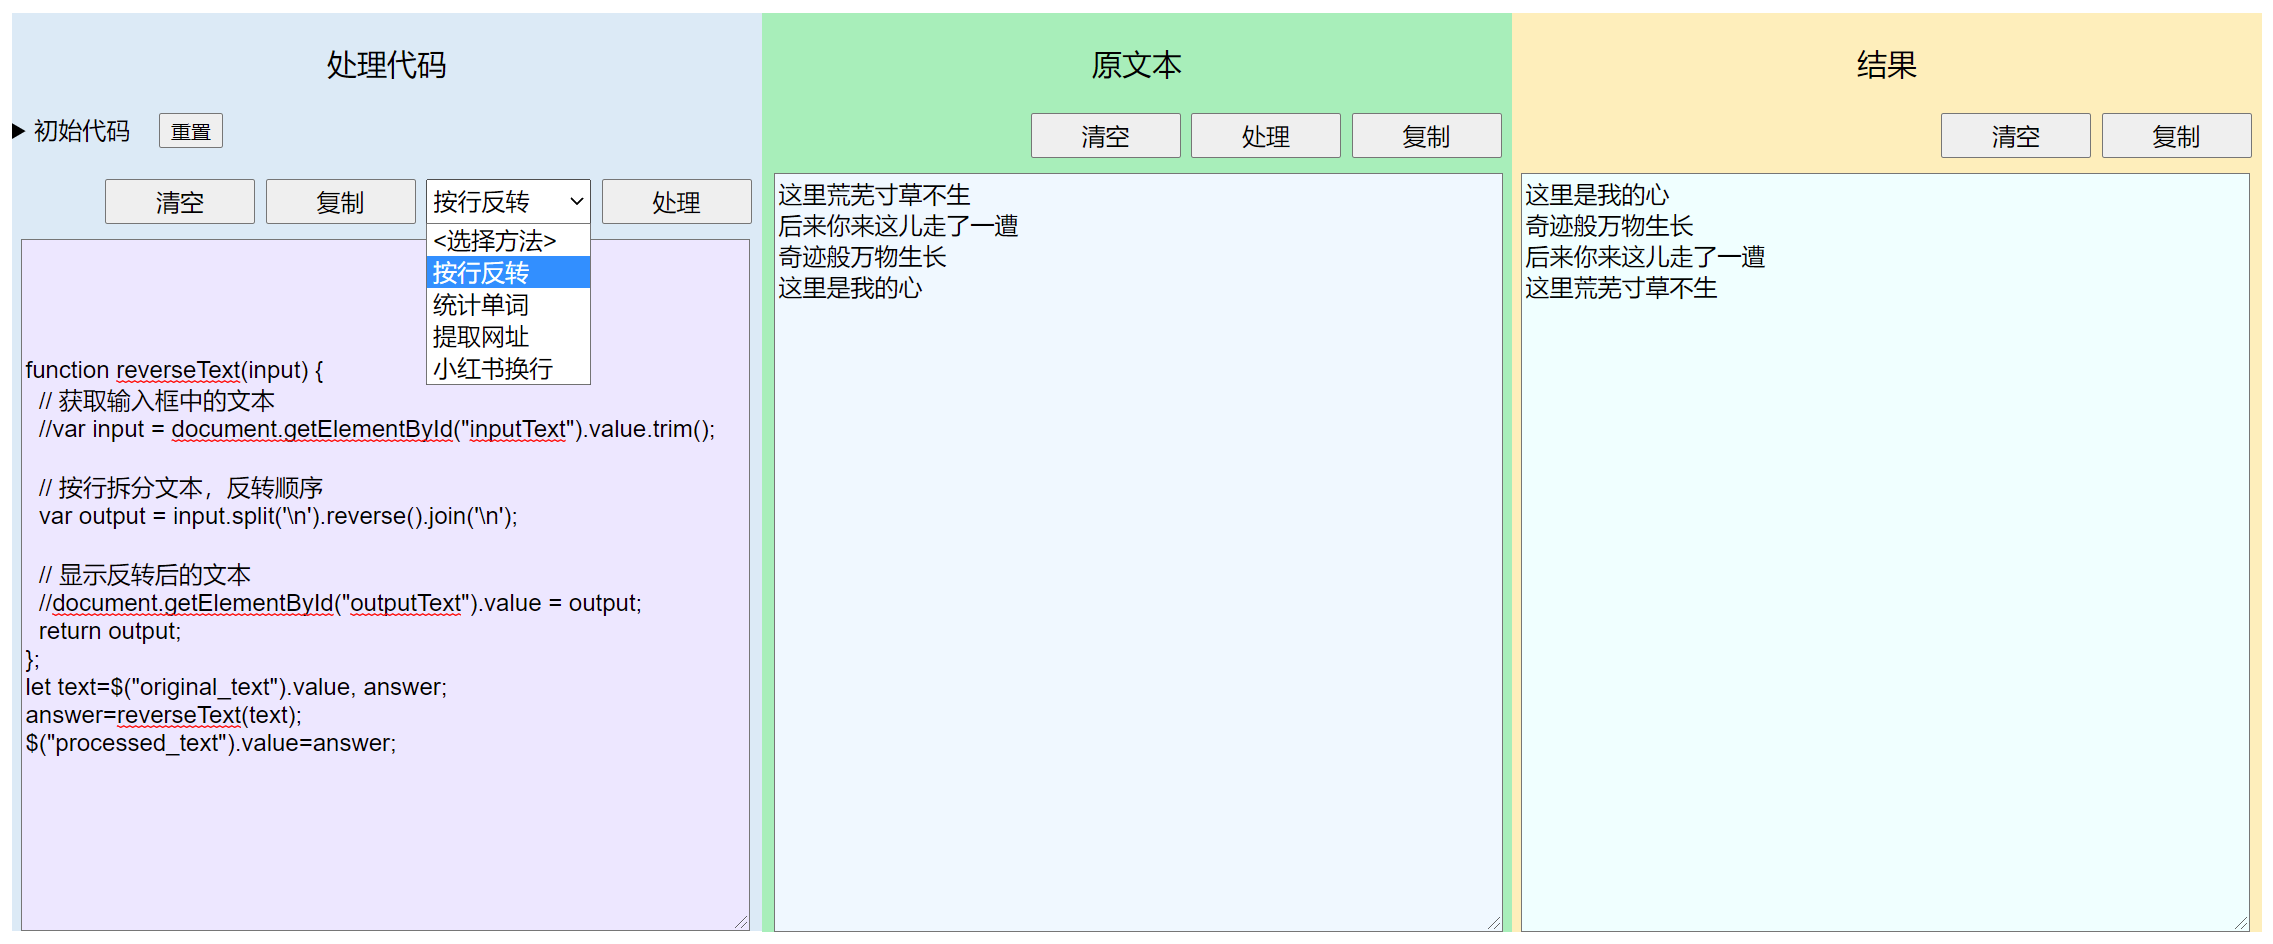 处理代码
初始代码
重置
清空
复制
按行反转
处理
<选择方法>
按行反转
统计单词
提取网址
小红书换行
function reverseText(input) {
// 获取输入框中的文本
//var input = document.getElementById("inputText").value.trim();
// 按行拆分文本，反转顺序
var output = input.split('\n').reverse().join('\n');
// 显示反转后的文本
//document.getElementById("outputText").value = output;
return output;
};
let text=$("original_text").value, answer;
answer=reverseText(text);
$("processed_text").value=answer;
原文本
清空
处理
复制
这里荒芜寸草不生
后来你来这儿走了一遭
奇迹般万物生长
这里是我的心
结果
清空
复制
这里是我的心
奇迹般万物生长
后来你来这儿走了一遭
这里荒芜寸草不生